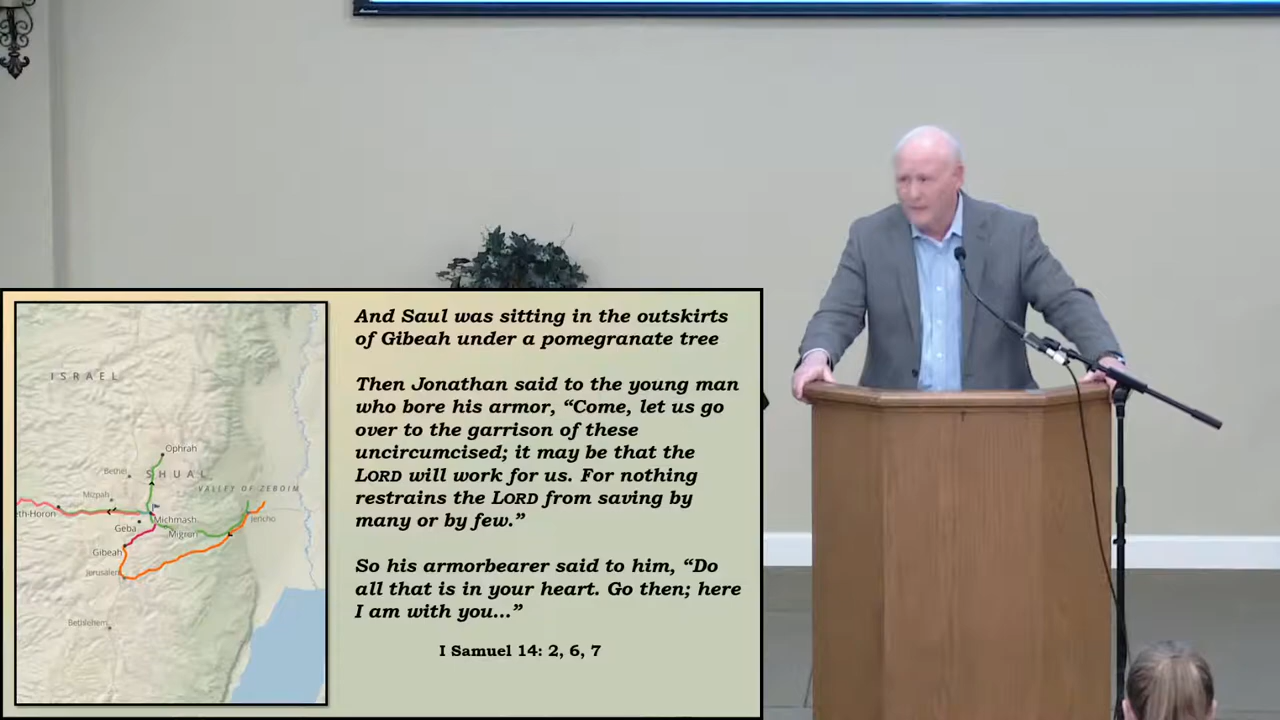 ISRAEL
Ophrah
SHUAL
Bethel
VALLEY OF ZEBOIM
Mizpah
eth-Horon
Michmash
Jericho
Geba
Migron
Gibeah
Jerusalem
Bethlehem
And Saul was sitting in the outskirts
of Gibeah under a pomegranate tree
Then Jonathan said to the young man
who bore his armor, “Come, let us go
over to the garrison of these
uncircumcised; it may be that the
LORD will work for us. For nothing
restrains the LORD from saving by
many or by few.”
So his armorbearer said to him, “Do
all that is in your heart. Go then; here
I am with you...”
I Samuel 14: 2, 6, 7